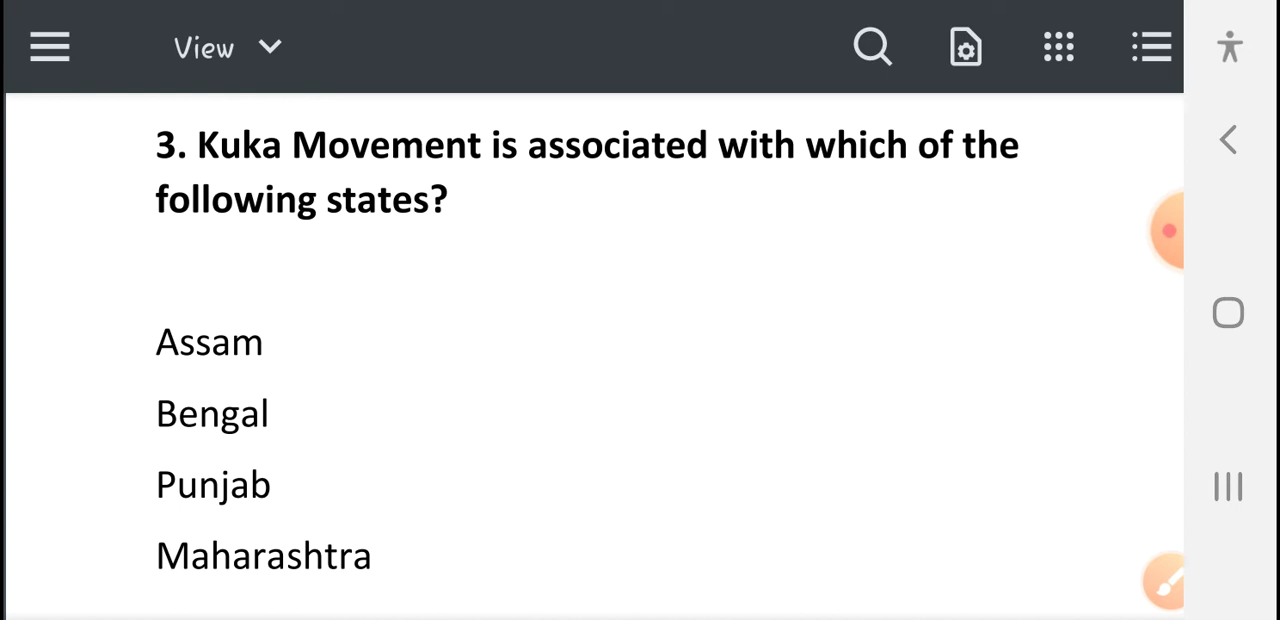 View
3. Kuka Movement is associated with which of the
following states?
Assam
Bengal
Punjab
Maharashtra